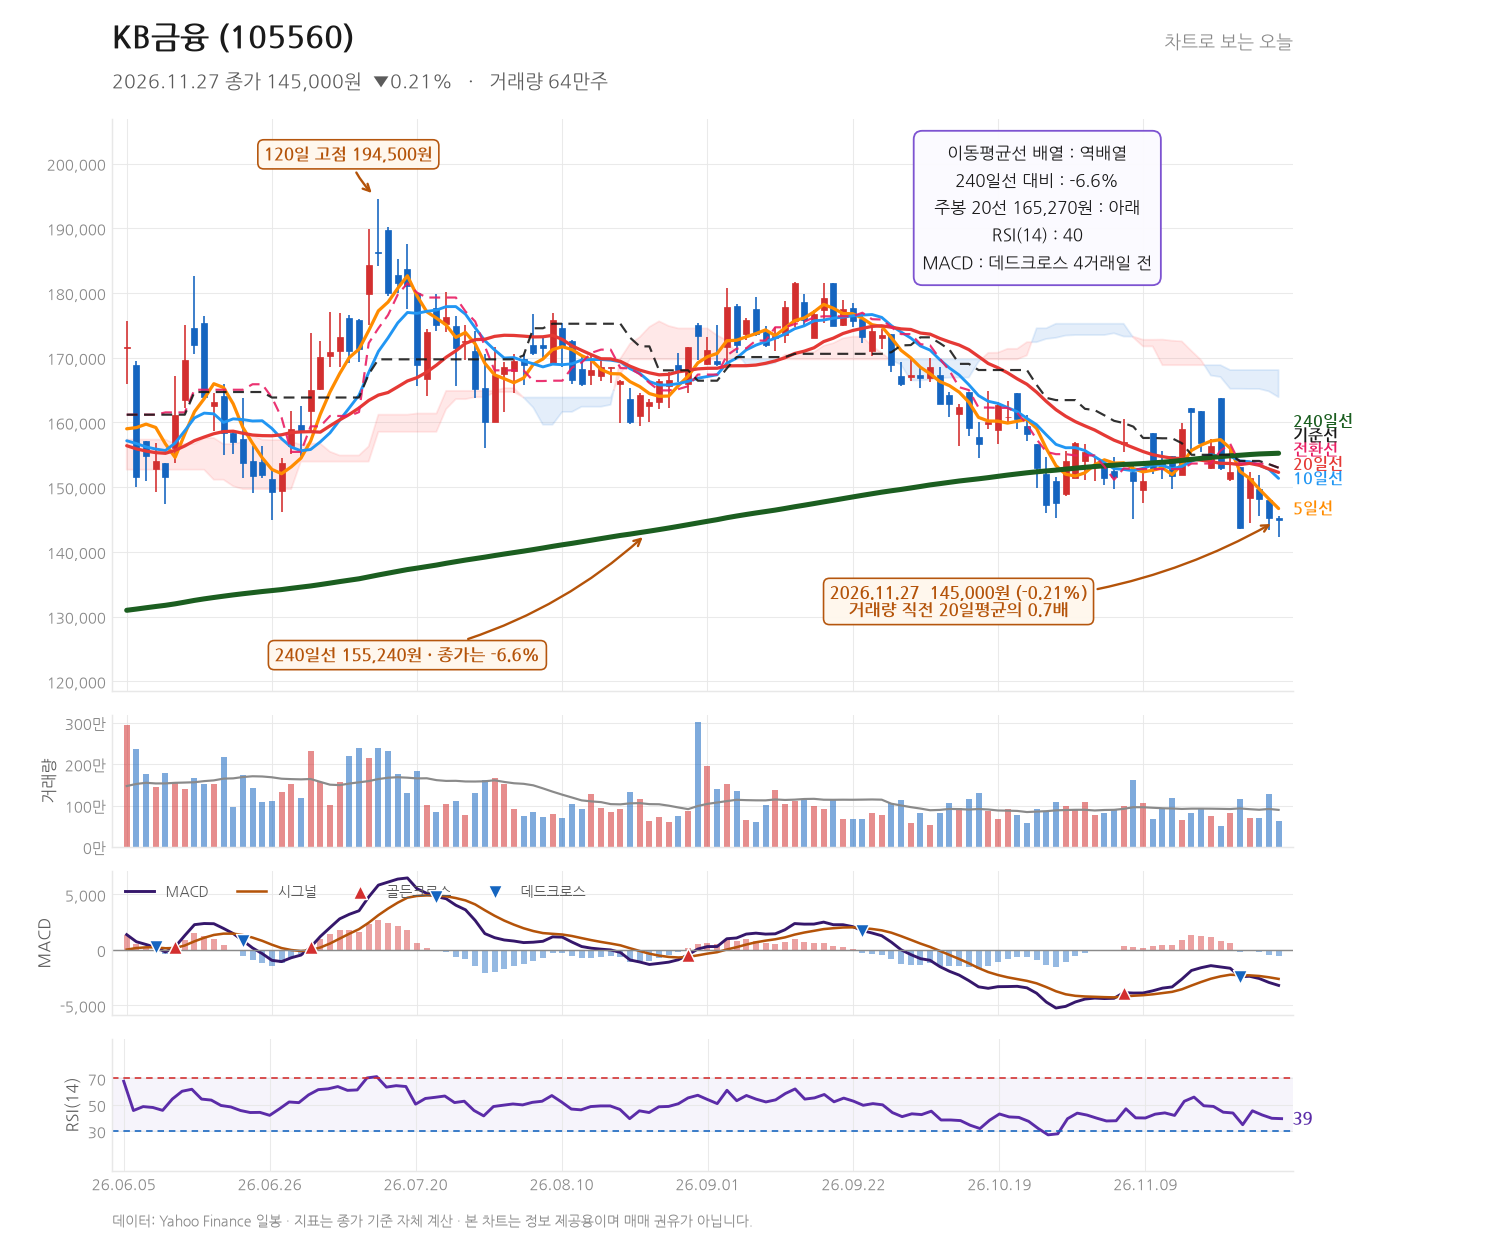 KB금융 (105560)
차트로 보는 오늘
2026.11.27 종가 145,000원 ▼0.21% · 거래량 64만주
120일 고점 194,500원
이동평균선 배열 : 역배열
240일선 대비 : -6.6%
주봉 20선 165,270원 : 아래
RSI(14) : 40
MACD : 데드크로스 4거래일 전
200,000
190,000
180,000
170,000
160,000
150,000
140,000
130,000
120,000
240일선
기준선
전환선
20일선
10일선
5일선
2026.11.27 145,000원 (-0.21%)
거래량 직전 20일평균의 0.7배
240일선 155,240원 · 종가는 -6.6%
거래량
300만
200만
100만
0만
MACD
시그널
골든크로스
데드크로스
MACD
5,000
0
-5,000
RSI(14)
70
50
30
39
26.06.05
26.06.26
26.07.20
26.08.10
26.09.01
26.09.22
26.10.19
26.11.09
데이터: Yahoo Finance 일봉 · 지표는 종가 기준 자체 계산 · 본 차트는 정보 제공용이며 매매 권유가 아닙니다.